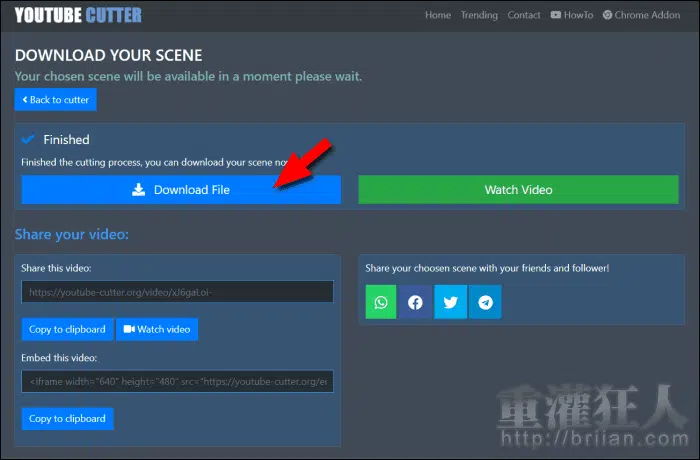 YOUTUBE CUTTER
Home Trending Contact HowTo Chrome Addon
DOWNLOAD YOUR SCENE
Your chosen scene will be available in a moment please wait.
Back to cutter
Finished
Finished the cutting process, you can download your scene no
Download File
Watch Video
Share your video:
Share this video:
https://youtube-cutter.org/video/xJ6gaLoi-
Copy to clipboard
Watch video
Embed this video:
<iframe width="640" height="480" src="https://youtube-cutter.org/en
Copy to clipboard
Share your choosen scene with your friends and follower!
重灌狂人
http://briian.com